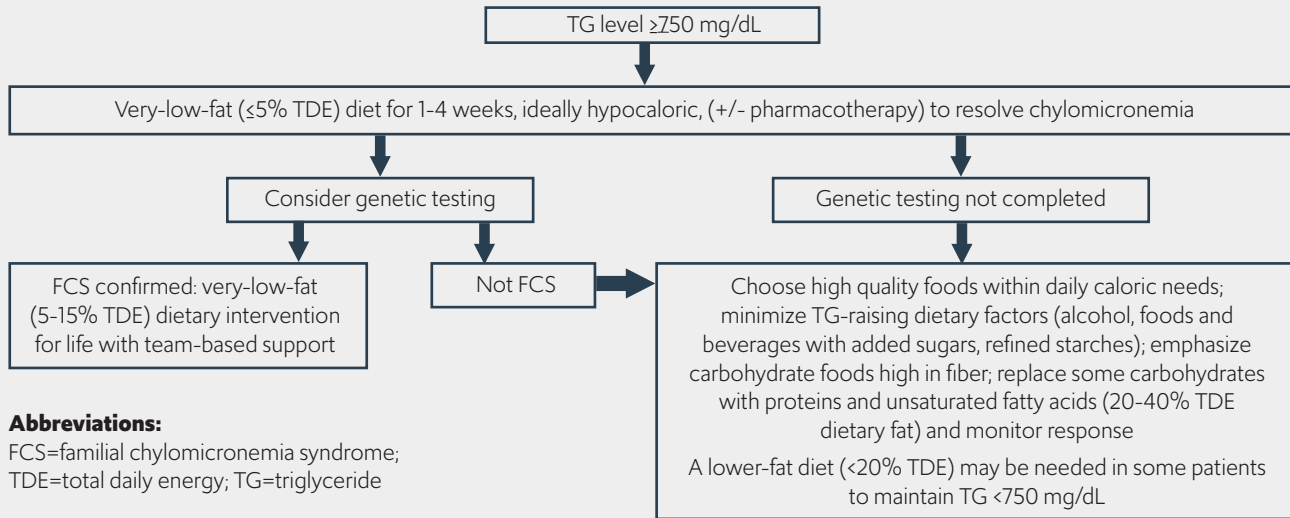 TG level ≥750 mg/dL
Very-low-fat (≤5% TDE) diet for 1-4 weeks, ideally hypocaloric, (+/- pharmacotherapy) to resolve chylomicronemia
Consider genetic testing
Genetic testing not completed
FCS confirmed: very-low-fat
(5-15% TDE) dietary intervention
for life with team-based support
Not FCS
Choose high quality foods within daily caloric needs;
minimize TG-raising dietary factors (alcohol, foods and
beverages with added sugars, refined starches); emphasize
carbohydrate foods high in fiber; replace some carbohydrates
with proteins and unsaturated fatty acids (20-40% TDE
dietary fat) and monitor response
A lower-fat diet (<20% TDE) may be needed in some patients
to maintain TG <750 mg/dL
Abbreviations:
FCS=familial chylomicronemia syndrome;
TDE=total daily energy; TG=triglyceride